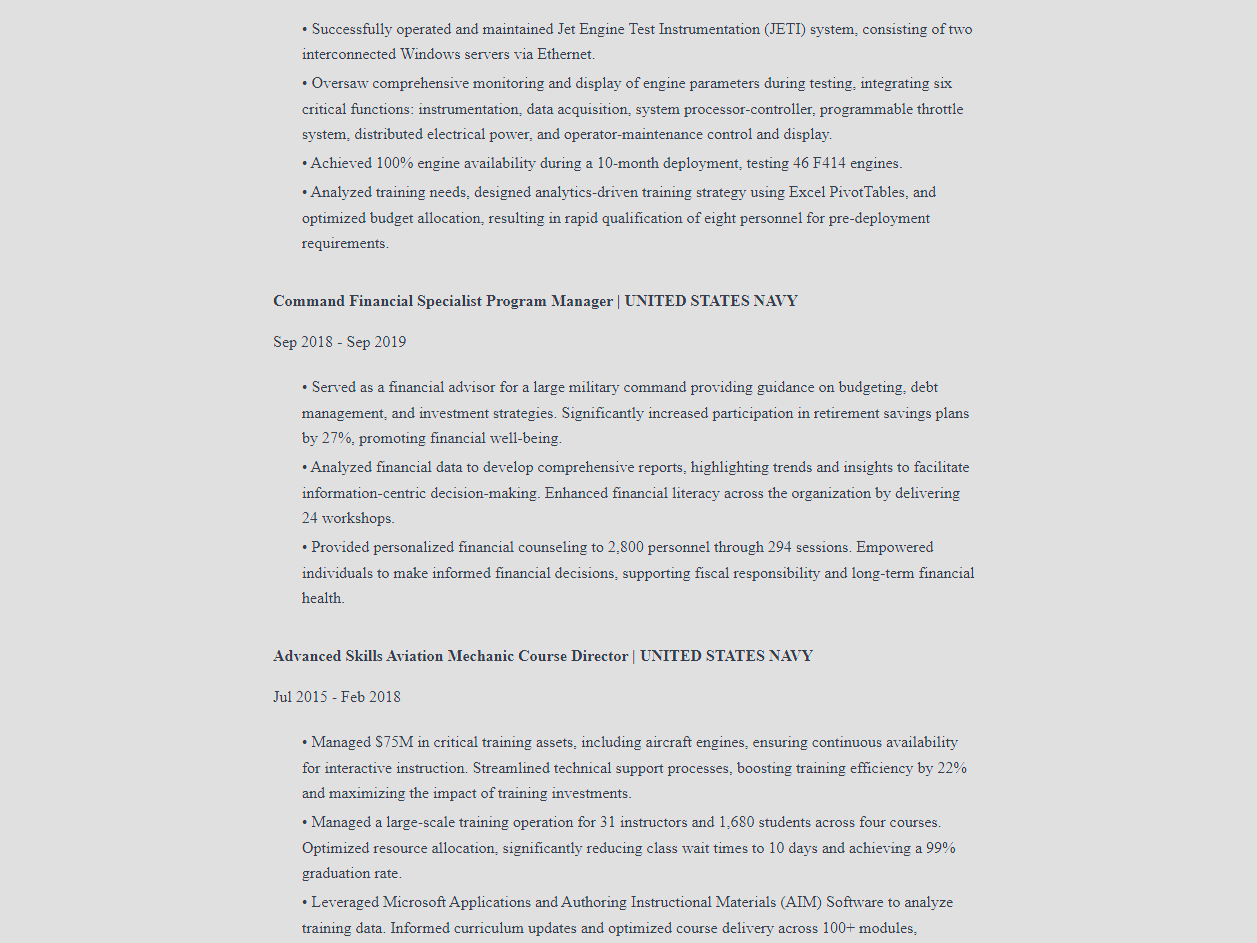 • Successfully operated and maintained Jet Engine Test Instrumentation (JETI) system, consisting of two
interconnected Windows servers via Ethernet.
• Oversaw comprehensive monitoring and display of engine parameters during testing, integrating six
critical functions: instrumentation, data acquisition, system processor-controller, programmable throttle
system, distributed electrical power, and operator-maintenance control and display.
• Achieved 100% engine availability during a 10-month deployment, testing 46 F414 engines.
• Analyzed training needs, designed analytics-driven training strategy using Excel PivotTables, and
optimized budget allocation, resulting in rapid qualification of eight personnel for pre-deployment
requirements.
Command Financial Specialist Program Manager | UNITED STATES NAVY
Sep 2018 - Sep 2019
• Served as a financial advisor for a large military command providing guidance on budgeting, debt
management, and investment strategies. Significantly increased participation in retirement savings plans
by 27%, promoting financial well-being.
• Analyzed financial data to develop comprehensive reports, highlighting trends and insights to facilitate
information-centric decision-making. Enhanced financial literacy across the organization by delivering
24 workshops.
• Provided personalized financial counseling to 2,800 personnel through 294 sessions. Empowered
individuals to make informed financial decisions, supporting fiscal responsibility and long-term financial
health.
Advanced Skills Aviation Mechanic Course Director | UNITED STATES NAVY
Jul 2015 - Feb 2018
• Managed $75M in critical training assets, including aircraft engines, ensuring continuous availability
for interactive instruction. Streamlined technical support processes, boosting training efficiency by 22%
and maximizing the impact of training investments.
• Managed a large-scale training operation for 31 instructors and 1,680 students across four courses.
Optimized resource allocation, significantly reducing class wait times to 10 days and achieving a 99%
graduation rate.
• Leveraged Microsoft Applications and Authoring Instructional Materials (AIM) Software to analyze
training data. Informed curriculum updates and optimized course delivery across 100+ modules,